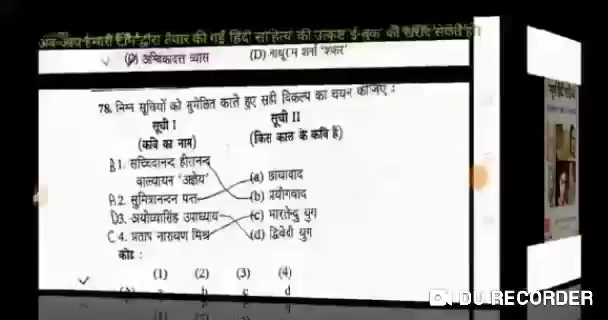 अब आप हमारी टीम द्वारा तैयार की गई हिंदी साहित्य की उत्कृष्ट ई-बुक को खरीद सकते है।
(C) अम्बिकादत्त व्यास (D) नाथूराम शर्मा 'शंकर'
78. निम्न सूचियों को सुमेलित करते हुए सही विकल्प का चयन कीजिए :
सूची I सूची II
(कवि का नाम) (किस काल के कवि हैं)
B 1. सच्चिदानन्द हीरानन्द
वात्स्यायन 'अज्ञेय' (a) छायावाद
A 2. सुमित्रानन्दन पन्त (b) प्रयोगवाद
D 3. अयोध्यासिंह उपाध्याय (c) भारतेन्दु युग
C 4. प्रताप नारायण मिश्र (d) द्विवेदी युग
कोड :
(1) (2) (3) (4)
(A) a b c d
DU RECORDER